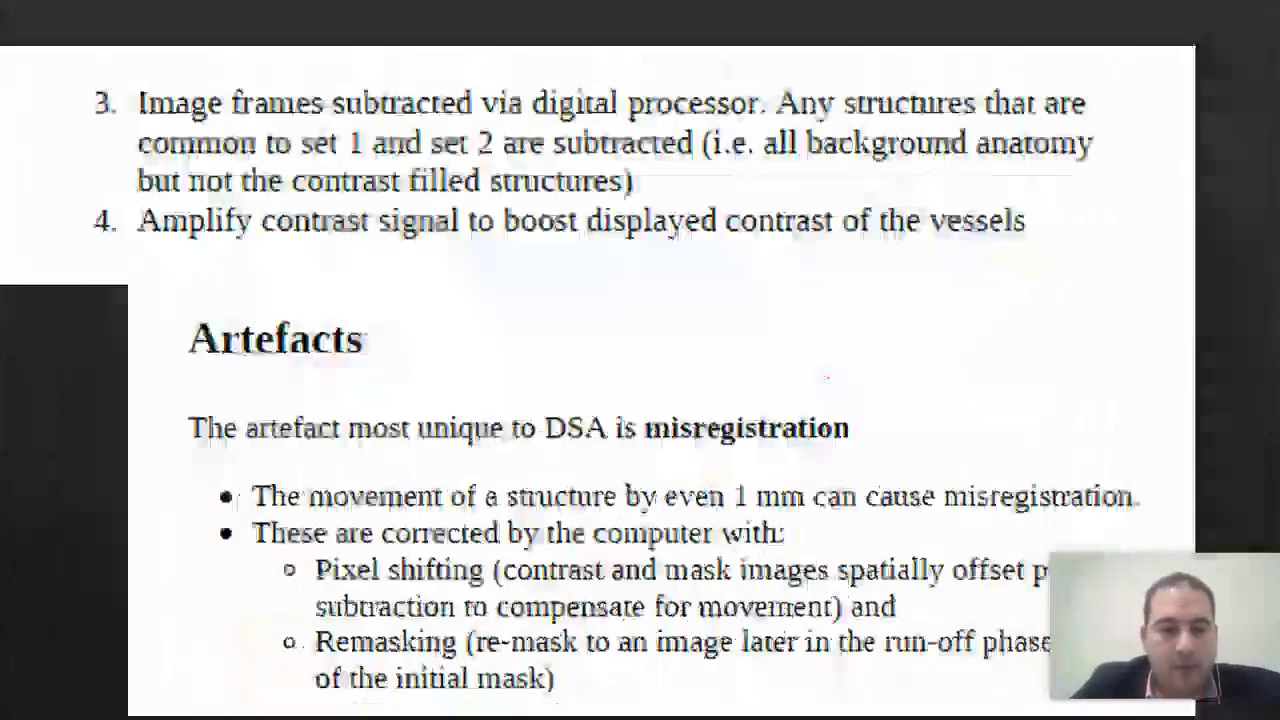 3. Image frames subtracted via digital processor. Any structures that are
common to set 1 and set 2 are subtracted (i.e. all background anatomy
but not the contrast filled structures)
4. Amplify contrast signal to boost displayed contrast of the vessels
Artefacts
The artefact most unique to DSA is misregistration
• The movement of a structure by even 1 mm can cause misregistration.
• These are corrected by the computer with:
o Pixel shifting (contrast and mask images spatially offset
subtraction to compensate for movement) and
o Remasking (re-mask to an image later in the run-off phase
of the initial mask)